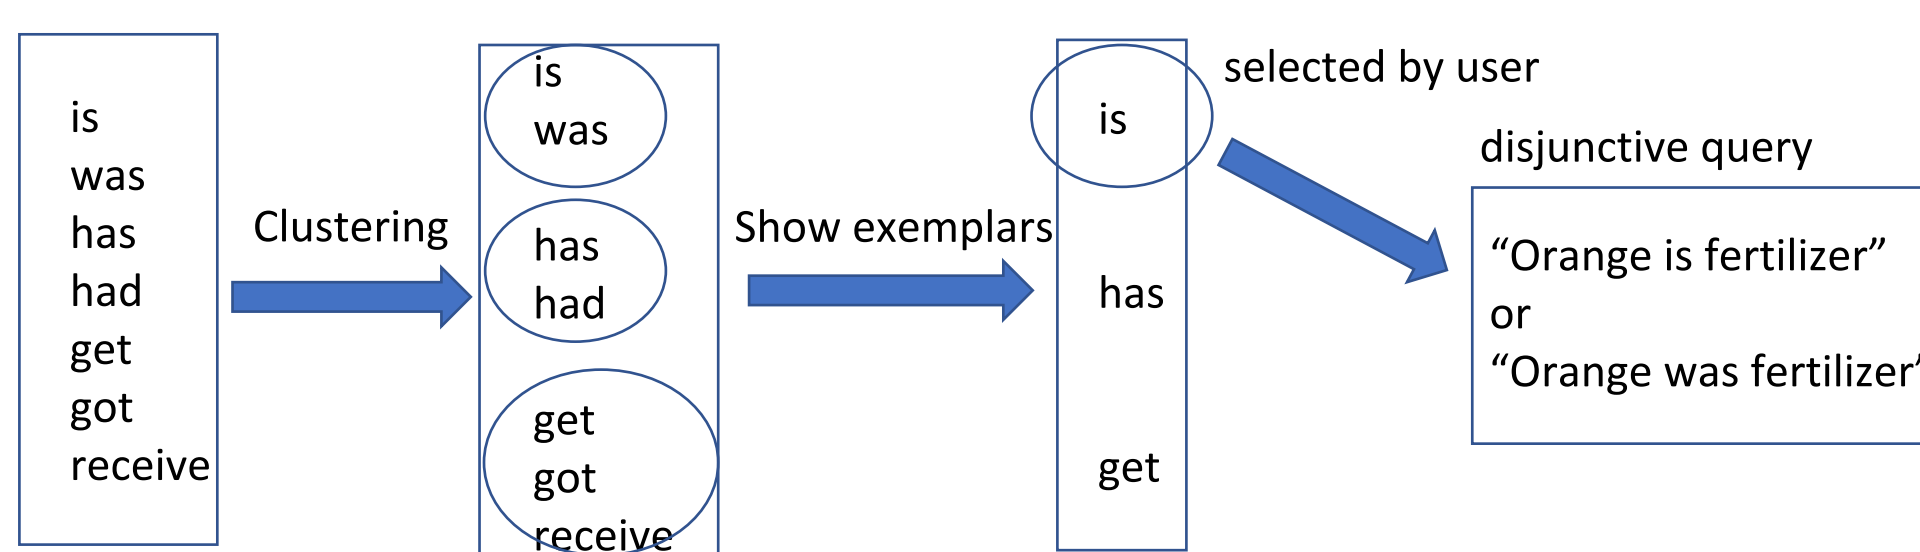 is
was
has
had
get
got
receive
Clustering
is
was
has
had
get
got
receive
Show exemplars
is
has
get
selected by user
disjunctive query
“Orange is fertilizer”
or
“Orange was fertilizer”